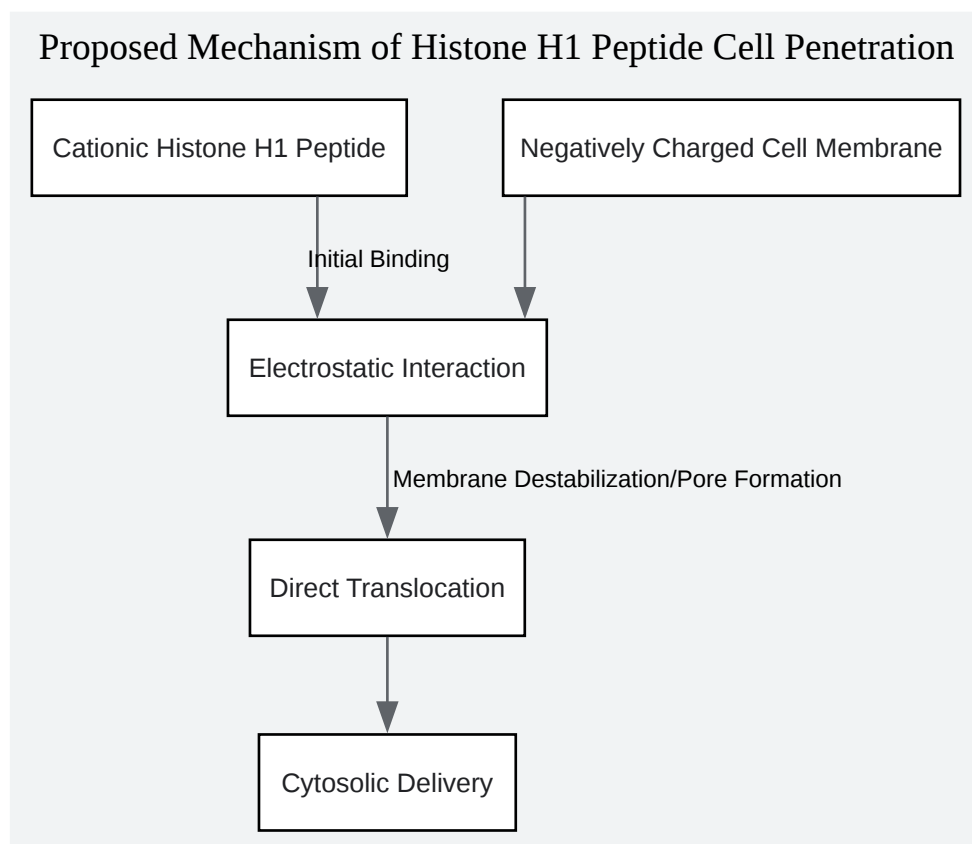 Proposed Mechanism of Histone H1 Peptide Cell Penetration
Cationic Histone H1 Peptide
Negatively Charged Cell Membrane
Initial Binding
Electrostatic Interaction
Membrane Destabilization/Pore Formation
Direct Translocation
Cytosolic Delivery